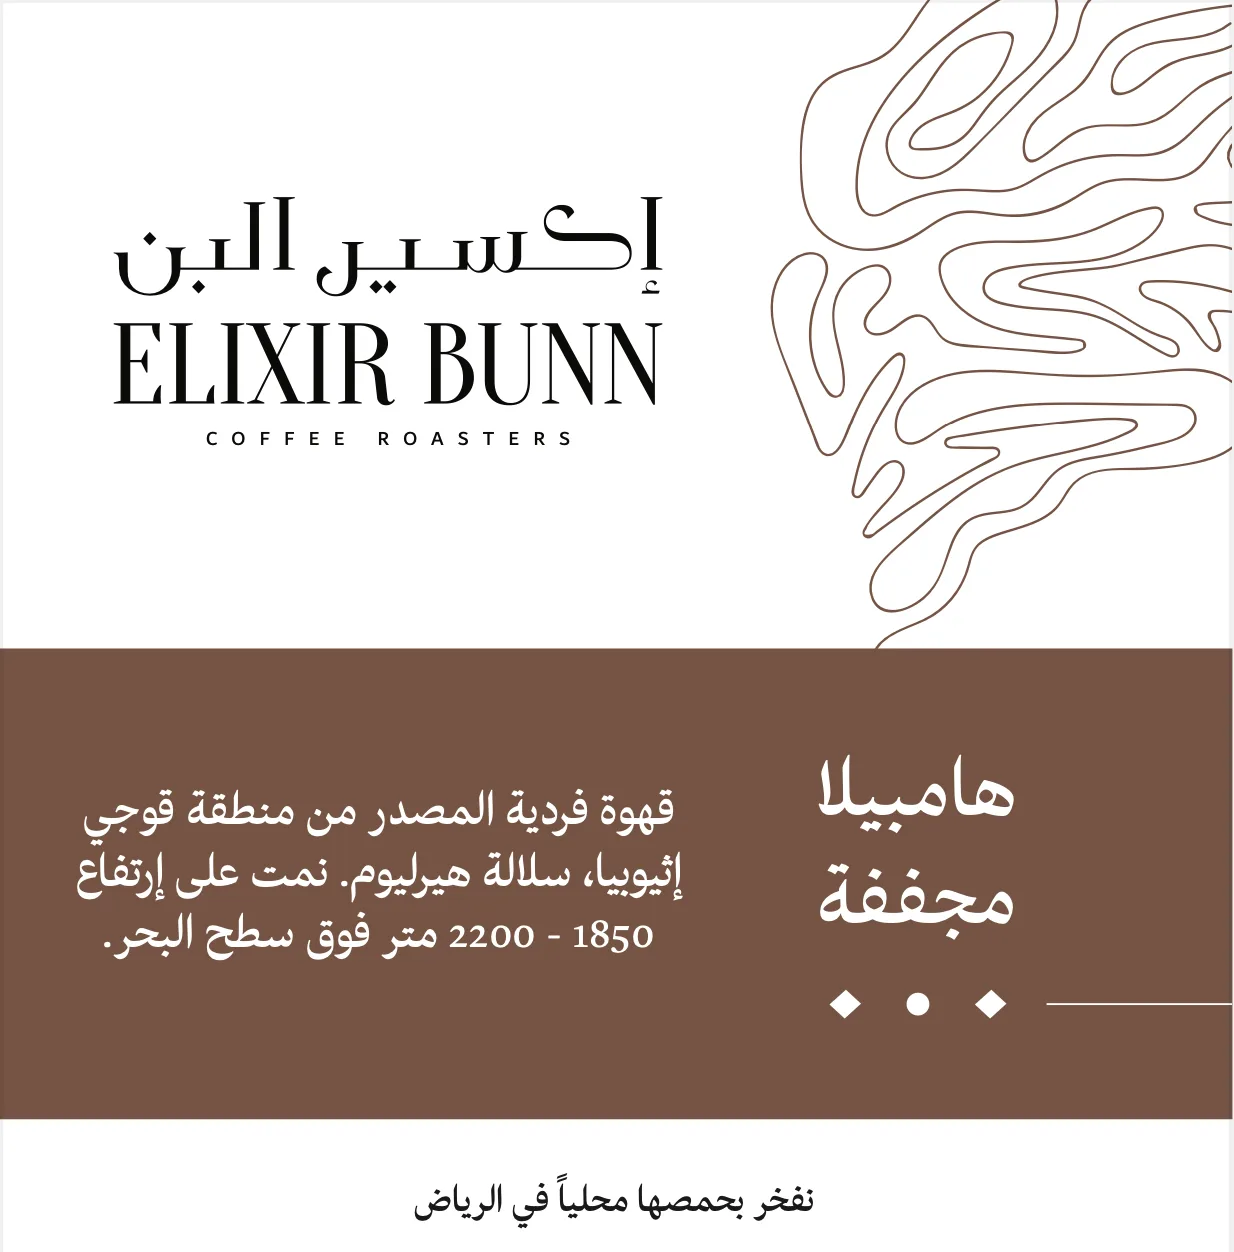 إكسير البن
ELIXIR BUNN
COFFEE ROASTERS
هامبيلا
مجففة
قهوة فردية المصدر من منطقة قوجي
إثيوبيا، سلالة هيرليوم. نمت على إرتفاع
1850 - 2200 متر فوق سطح البحر.
نفخر بحمصها محلياً في الرياض